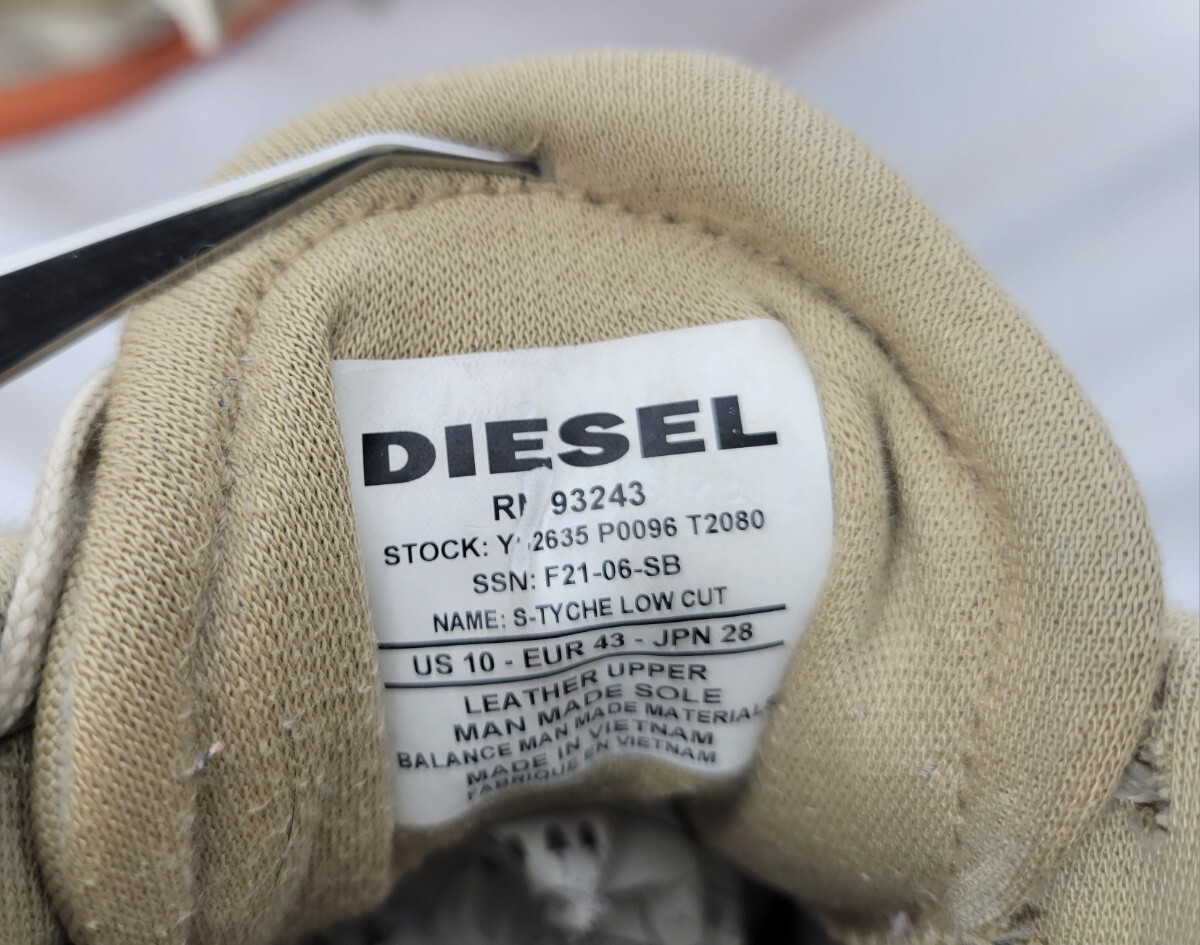 DIESEL
93243
STOCK: P0096 T2080
SSN: F21-06-SB
NAME: S-TYCHE LOW CUT
US 10 - EUR 43 - JPN 28
LEATHER UPPER
MAN MADE SOLE
BALANCE MAN MADE MATERIALS
MADE IN VIETNAM
FABRIQUE EN VIETNAM